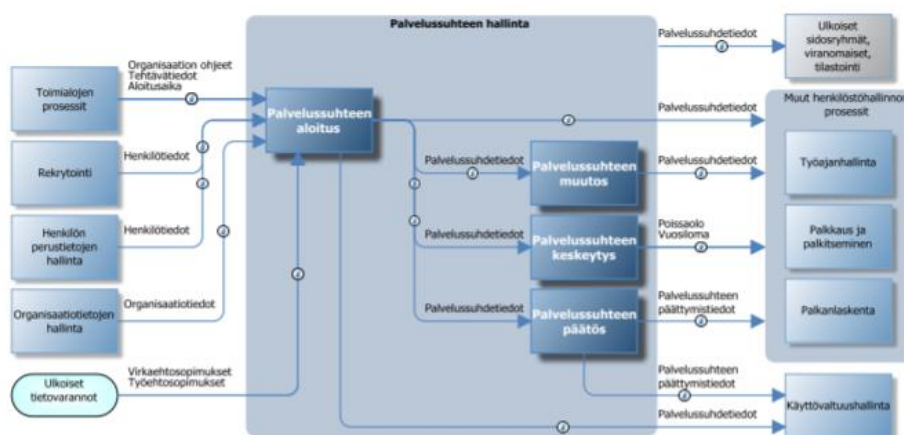 Palvelussuhteen hallinta
Toimialojen
prosessit
Organisaation ohjeet
Tehtävätiedot
Aloitusaika
Rekrytointi
Henkilötiedot
Henkilön
perustietojen
hallinta
Henkilötiedot
Organisaatiotietojen
hallinta
Organisaatiotiedot
Ulkoiset
tietovarannot
Virkaehtosopimukset
Työehtosopimukset
Palvelussuhteen
aloitus
Palvelussuhdetiedot
Palvelussuhteen
muutos
Palvelussuhdetiedot
Palvelussuhteen
keskeytys
Palvelussuhdetiedot
Palvelussuhteen
päätös
Palvelussuhdetiedot
Palvelussuhdetiedot
Palvelussuhdetiedot
Poissaolo
Vuosiloma
Palvelussuhteen
päättymistiedot
Palvelussuhteen
päättymistiedot
Palvelussuhdetiedot
Ulkoiset
sidosryhmät,
viranomaiset,
tilastointi
Muut henkilöstöhallinnon
prosessit
Työajanhallinta
Palkkaus ja
palkitseminen
Palkanlaskenta
Käyttövaltuushallinta